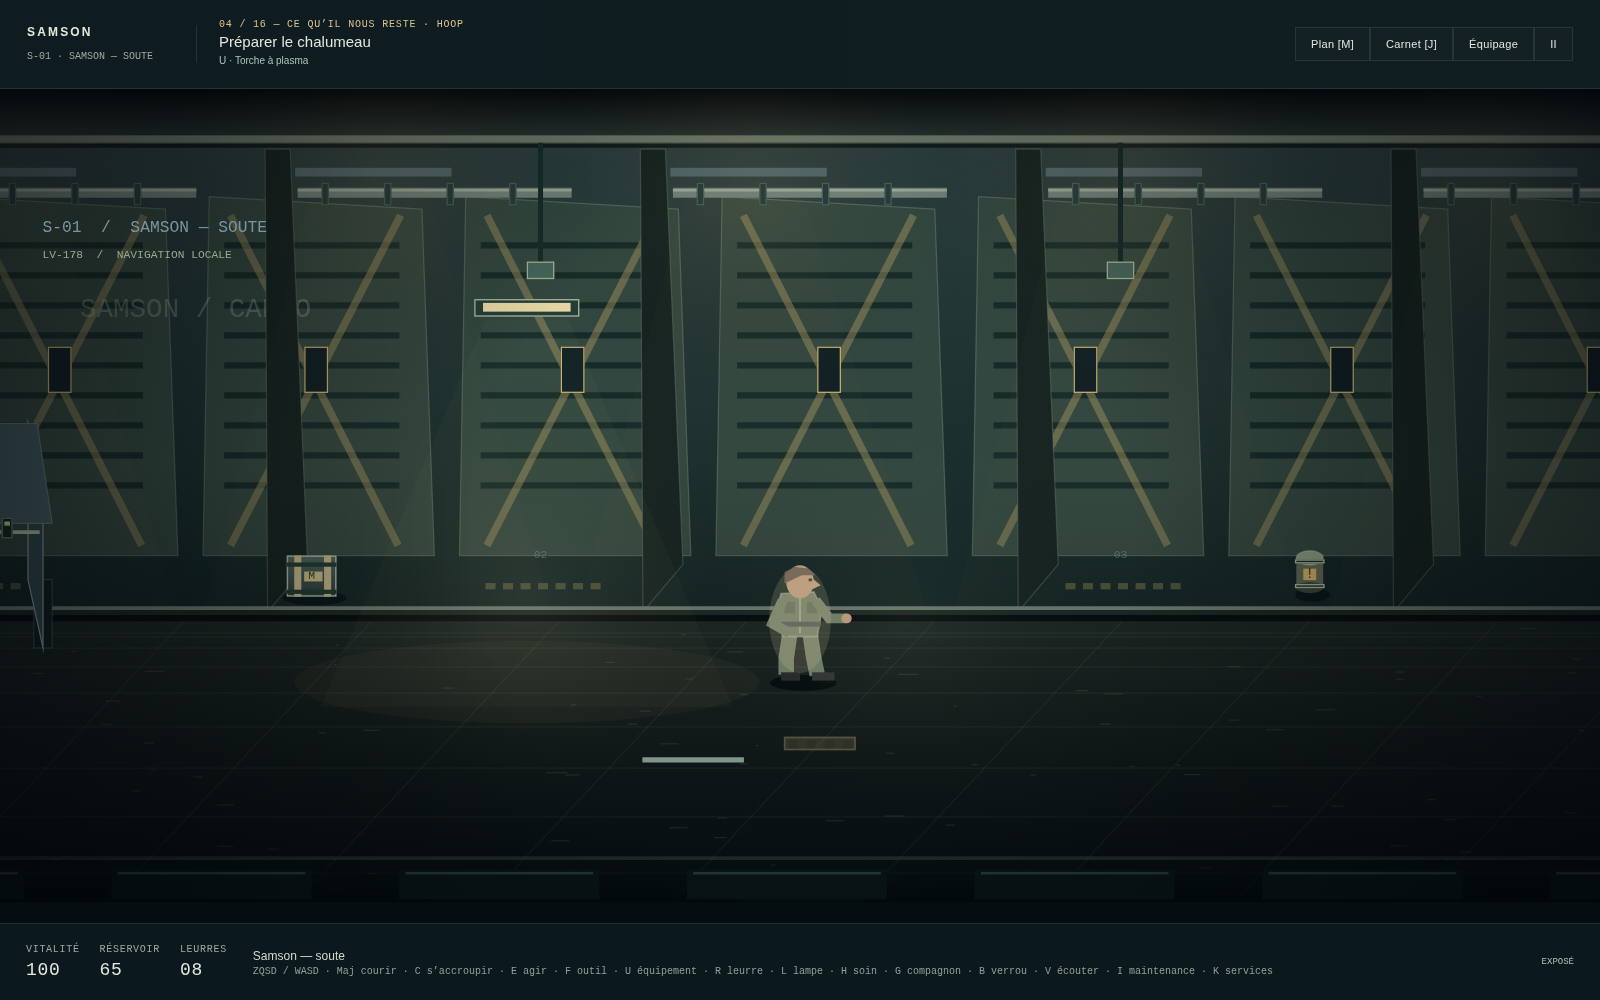 SAMSON
S-01 · SAMSON — SOUTE
04 / 16 — CE QU'IL NOUS RESTE · HOOP
Préparer le chalumeau
U · Torche à plasma
Plan [M]
Carnet [J]
Équipage
II
S-01 / SAMSON — SOUTE
LV-178 / NAVIGATION LOCALE
SAMSON / CA
O
02
03
M
!
VITALITÉ
100
RÉSERVOIR
65
LEURRES
08
Samson — soute
ZQSD / WASD · Maj courir · C s'accroupir · E agir · F outil · U équipement · R leurre · L lampe · H soin · G compagnon · B verrou · V écouter · I maintenance · K services
EXPOSÉ